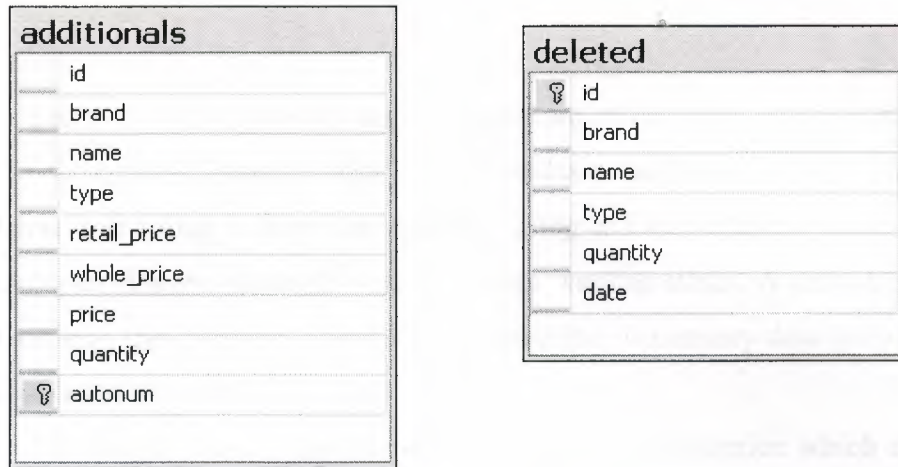 additionals
id
brand
name
type
retail_price
whole_price
price
quantity
autonum
deleted
id
brand
name
type
quantity
date